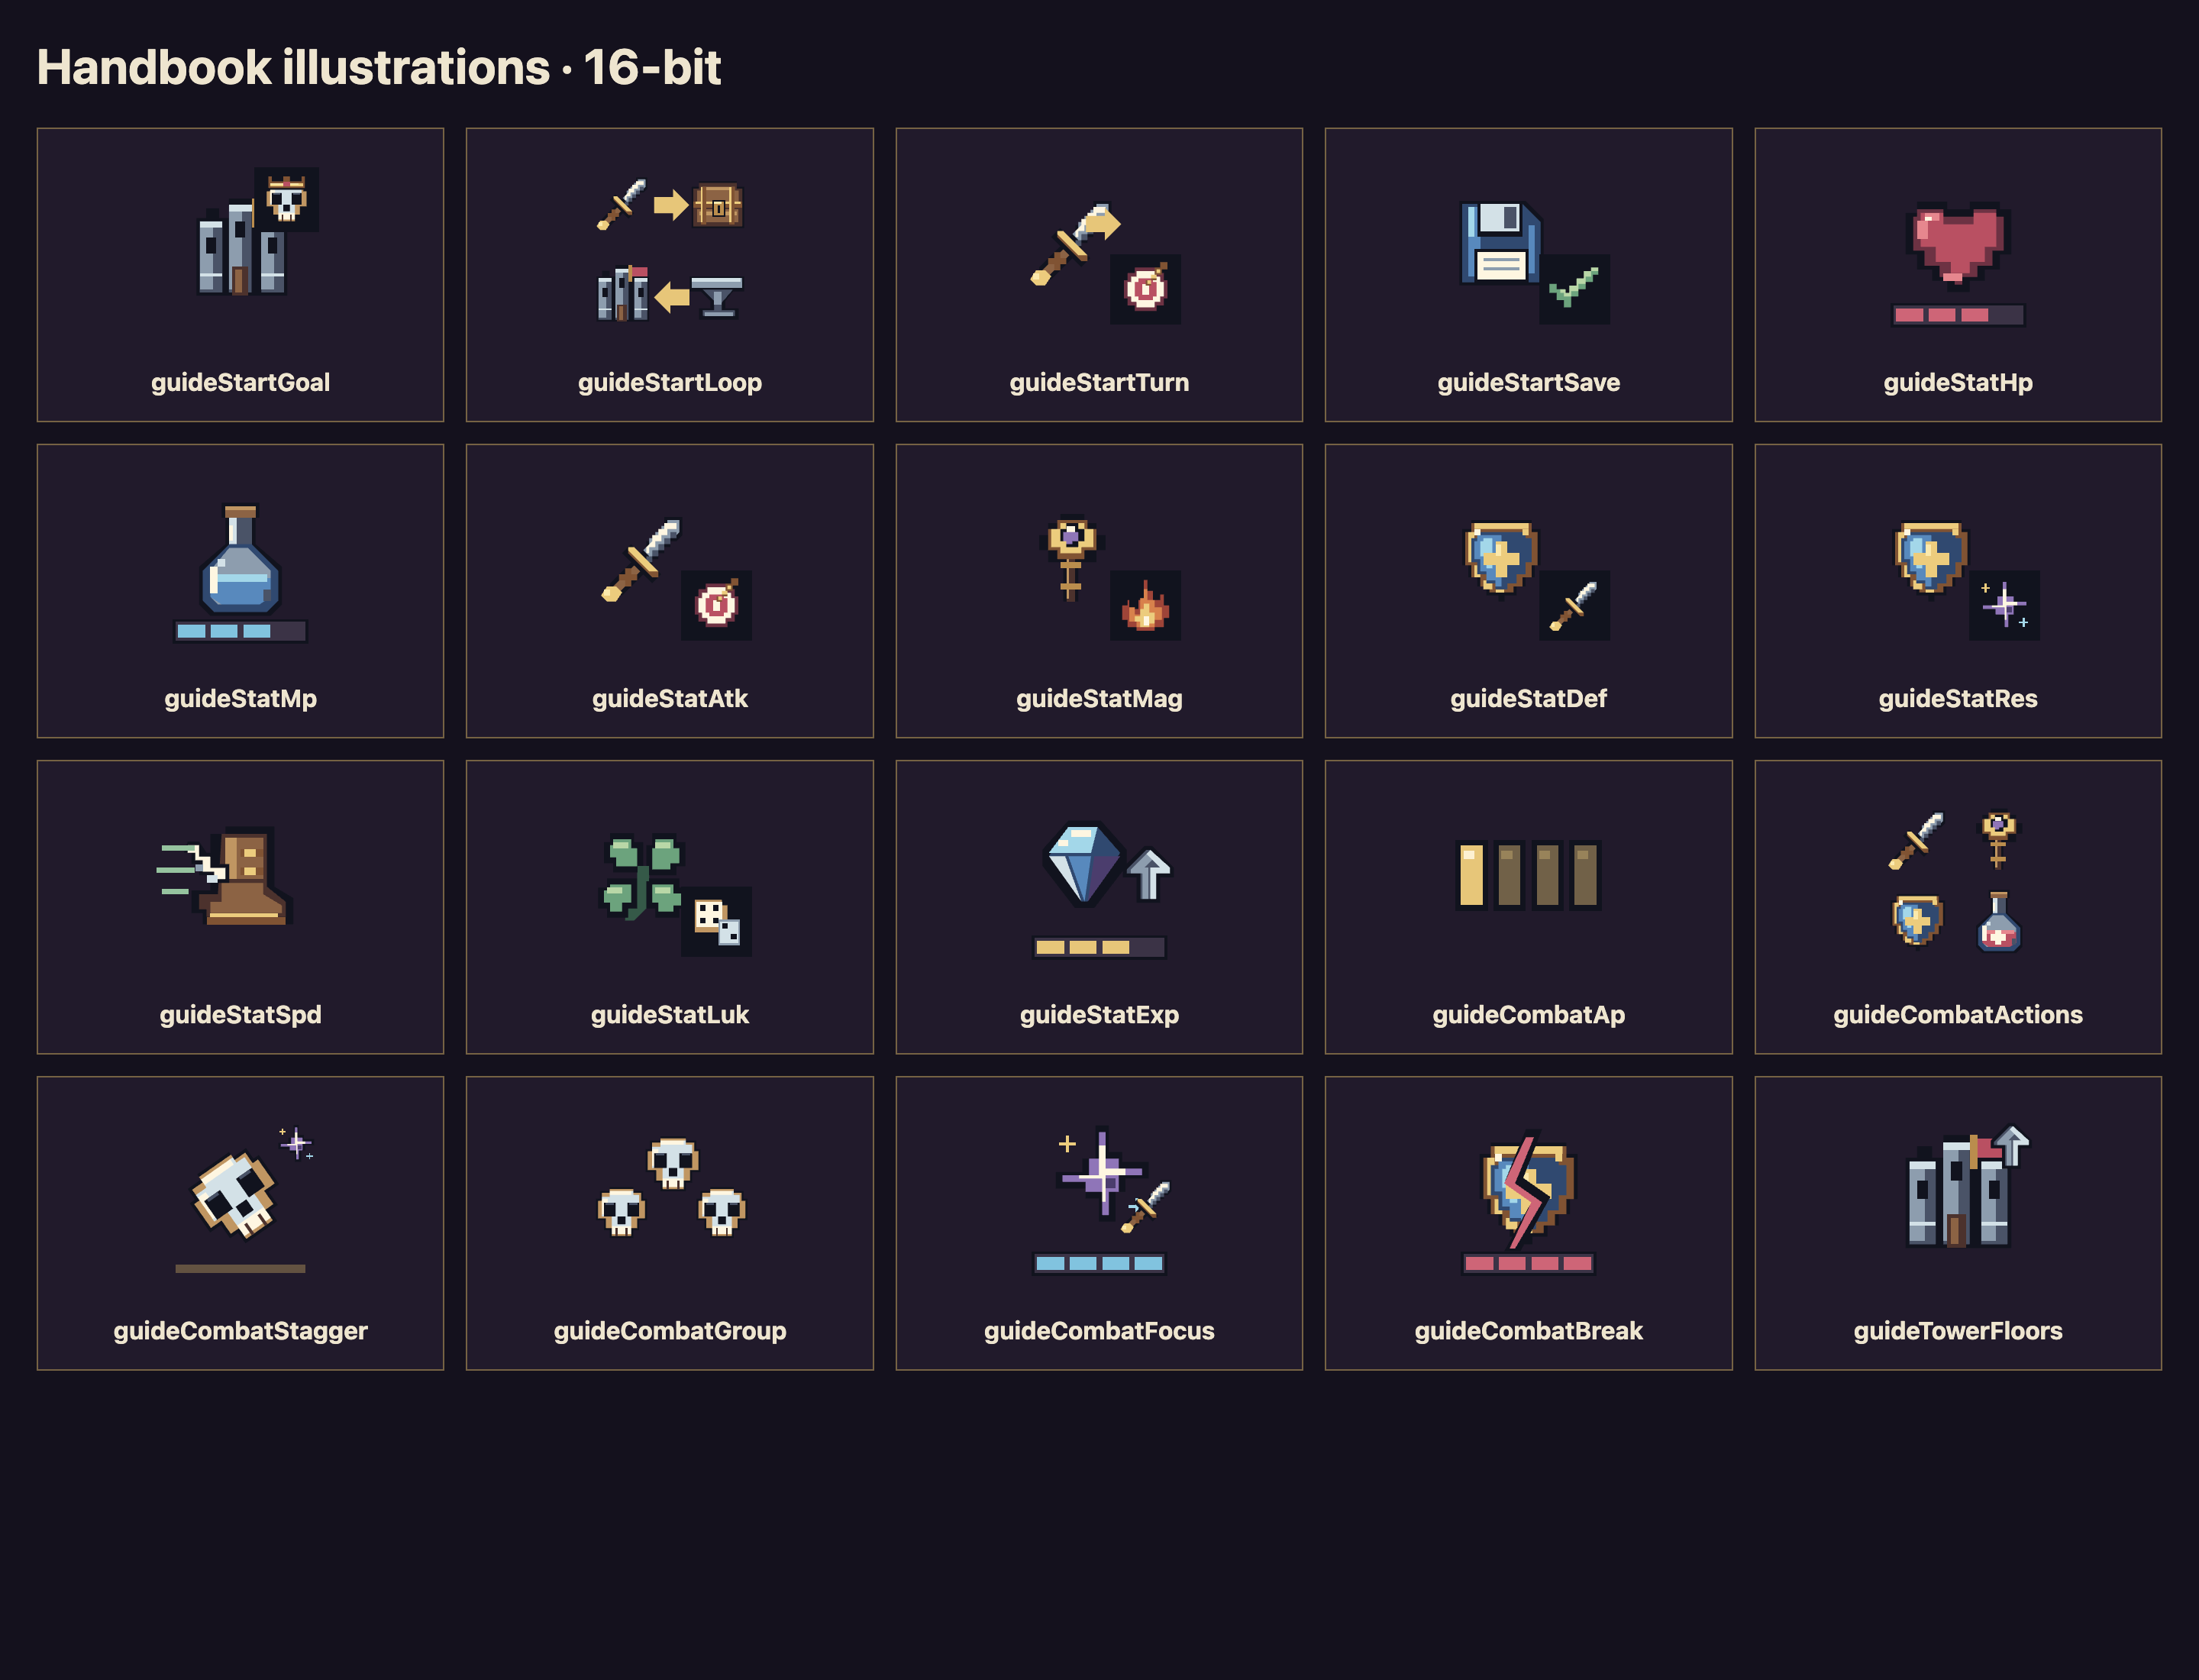 Handbook illustrations · 16-bit
guideStartGoal
guideStartLoop
guideStartTurn
guideStartSave
guideStatHp
guideStatMp
guideStatAtk
guideStatMag
guideStatDef
guideStatRes
guideStatSpd
guideStatLuk
guideStatExp
guideCombatAp
guideCombatActions
guideCombatStagger
guideCombatGroup
guideCombatFocus
guideCombatBreak
guideTowerFloors